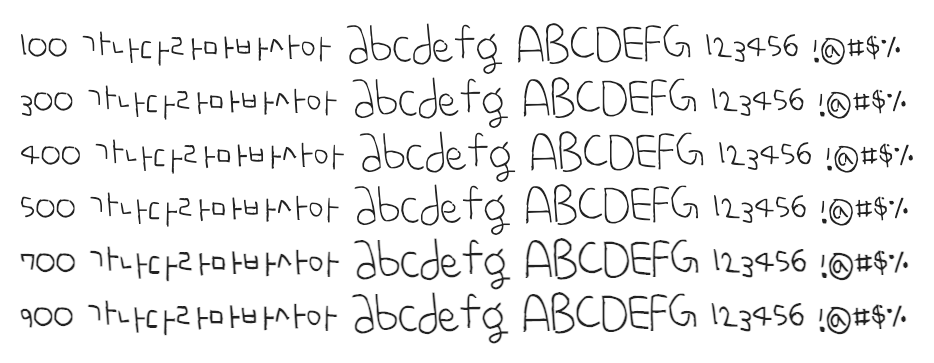 100 가나다라마바사아 abcdefg ABCDEFG 123456 !@#$%
300 가나다라마바사아 abcdefg ABCDEFG 123456 !@#$%
400 가나다라마바사아 abcdefg ABCDEFG 123456 !@#$%
500 가나다라마바사아 abcdefg ABCDEFG 123456 !@#$%
700 가나다라마바사아 abcdefg ABCDEFG 123456 !@#$%
900 가나다라마바사아 abcdefg ABCDEFG 123456 !@#$%